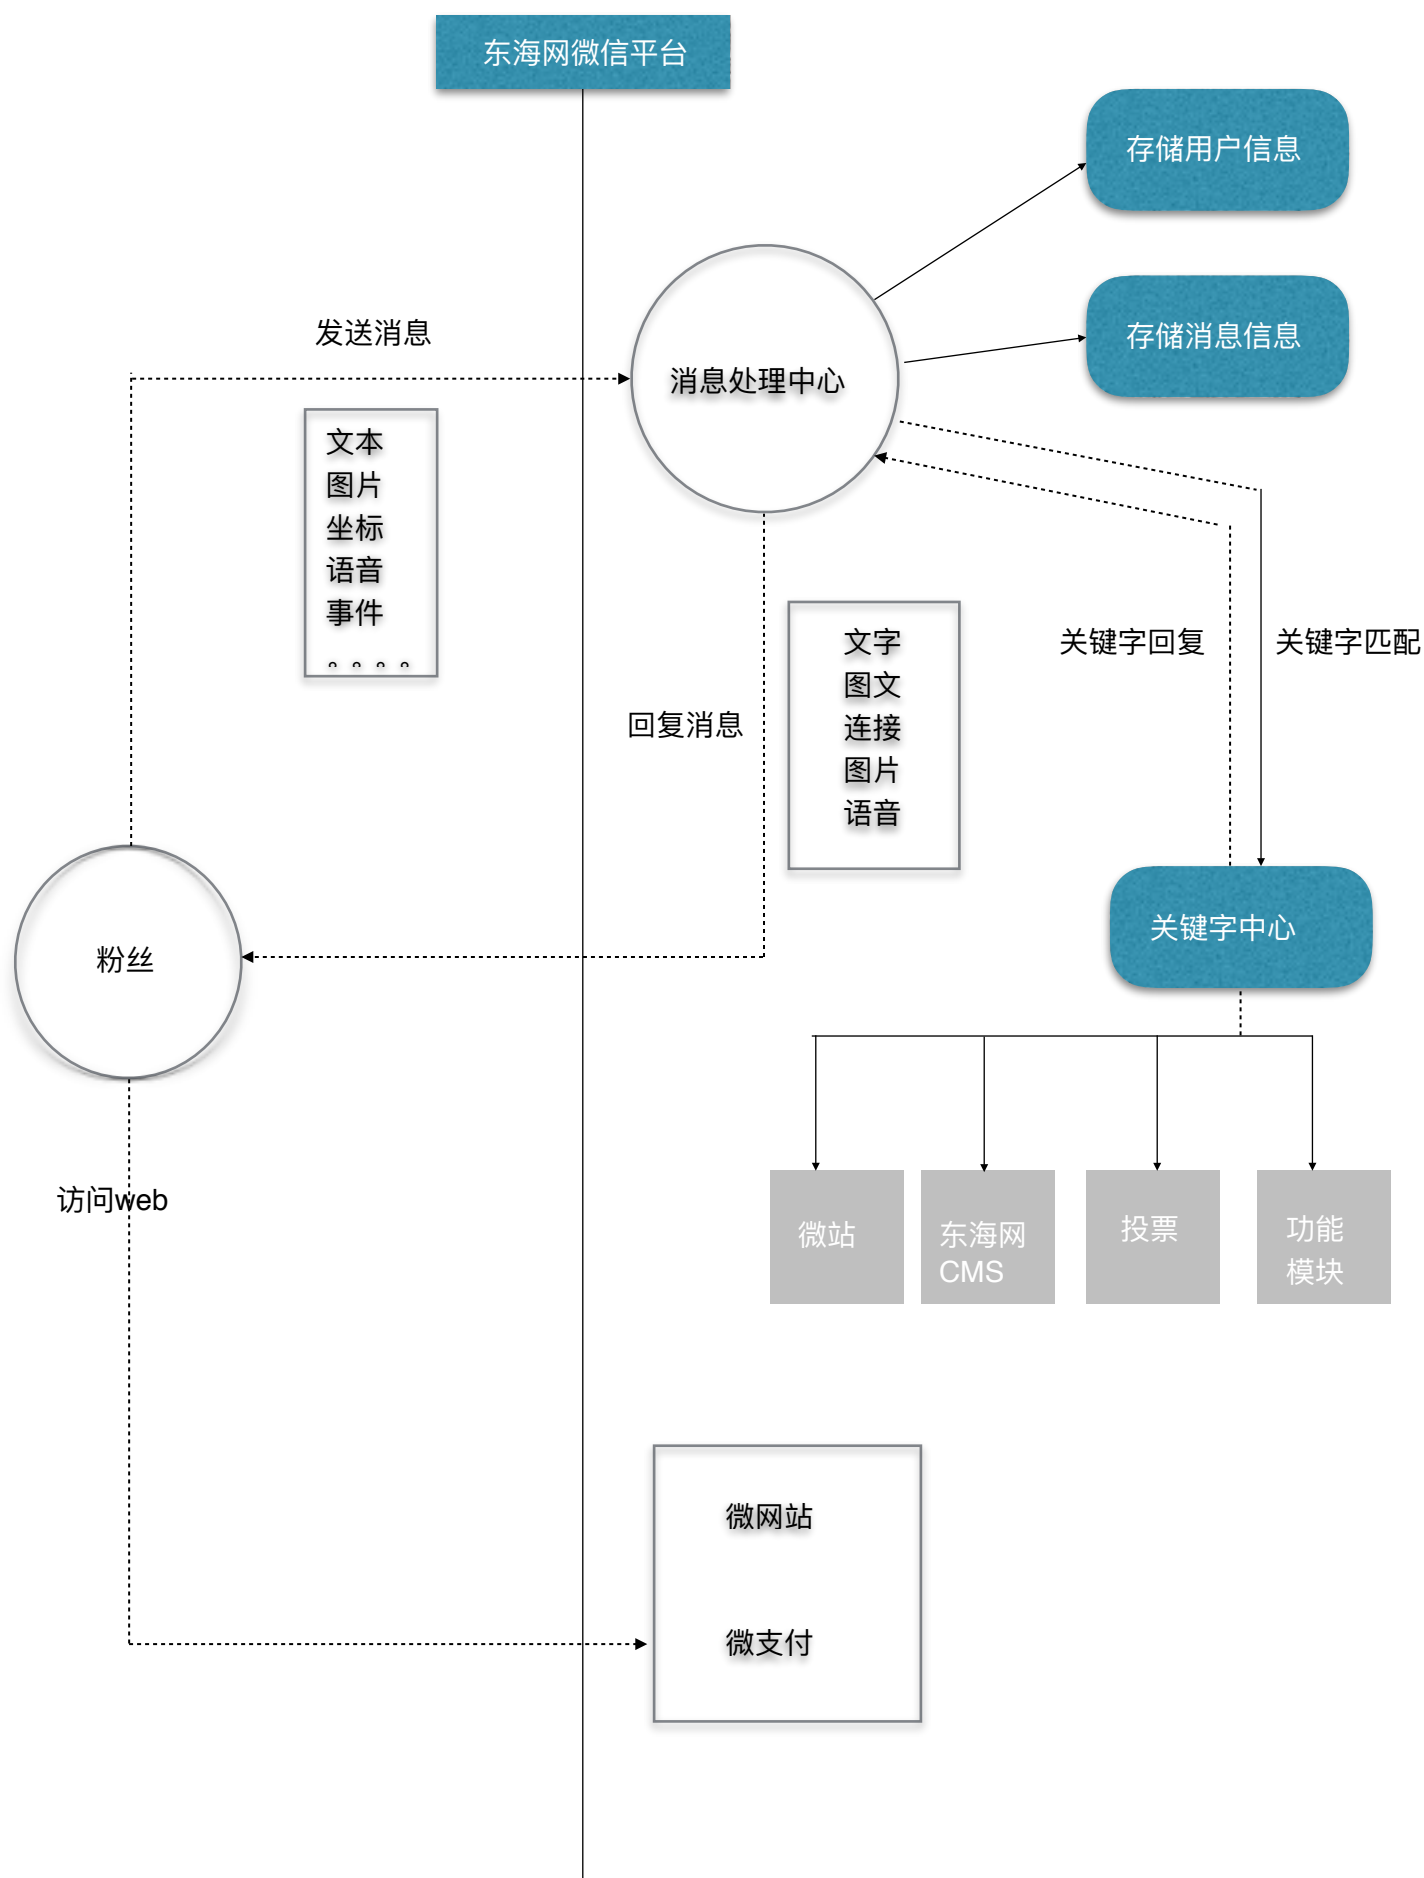 东海网微信平台
存储用户信息
存储消息信息
发送消息
消息处理中心
文本
图片
坐标
语音
事件
。。。。
文字
图文
连接
图片
语音
关键字回复
关键字匹配
回复消息
关键字中心
粉丝
访问web
微站
东海网
CMS
投票
功能
模块
微网站
微支付